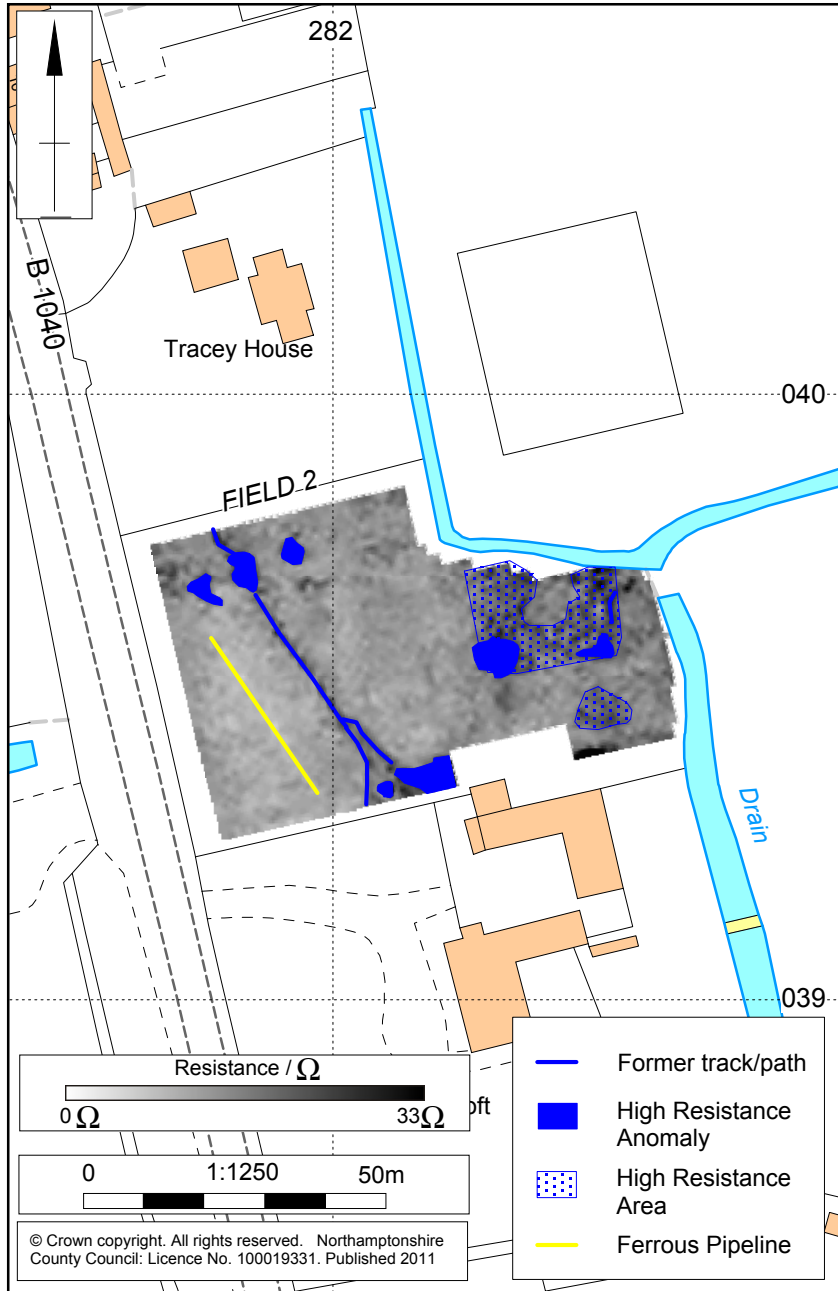 282
B 1040
Tracey House
040
FIELD 2
Drain
039
Resistance / Ω
0 Ω
33Ω
oft
0
1:1250
50m
© Crown copyright. All rights reserved. Northamptonshire
County Council: Licence No. 100019331. Published 2011
Former track/path
High Resistance
Anomaly
High Resistance
Area
Ferrous Pipeline